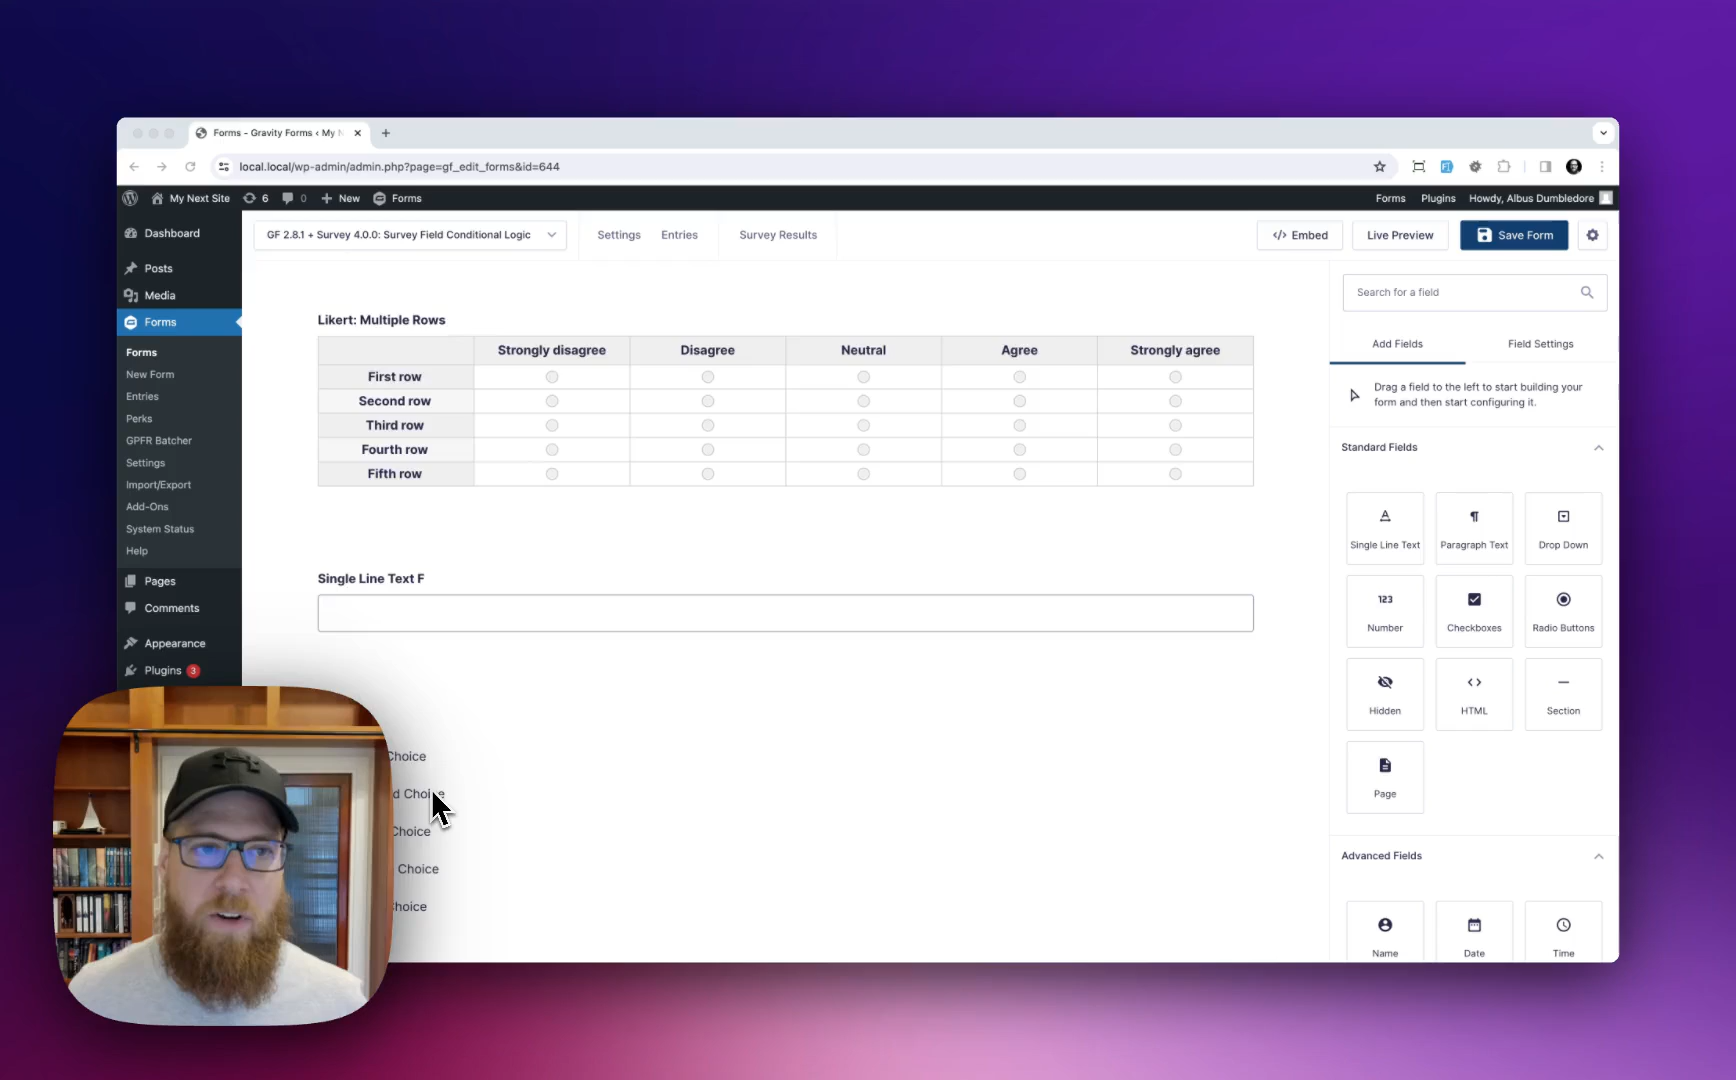 Forms - Gravity Forms ‹ My N
local.local/wp-admin/admin.php?page=gf_edit_forms&id=644
My Next Site 6 0 + New Forms
Forms Plugins Howdy, Albus Dumbledore
Dashboard
Posts
Media
Forms
Forms
New Form
Entries
Perks
GPFR Batcher
Settings
Import/Export
Add-Ons
System Status
Help
Pages
Comments
Appearance
Plugins 3
GF 2.8.1 + Survey 4.0.0: Survey Field Conditional Logic
Settings Entries Survey Results
</> Embed Live Preview Save Form
Likert: Multiple Rows
Strongly disagree Disagree Neutral Agree Strongly agree
First row
Second row
Third row
Fourth row
Fifth row
Single Line Text F
Choice
d Choice
Choice
Choice
Choice
Search for a field
Add Fields Field Settings
Drag a field to the left to start building your
form and then start configuring it.
Standard Fields
Single Line Text Paragraph Text Drop Down
123
Number Checkboxes Radio Buttons
Hidden HTML Section
Page
Advanced Fields
Name Date Time